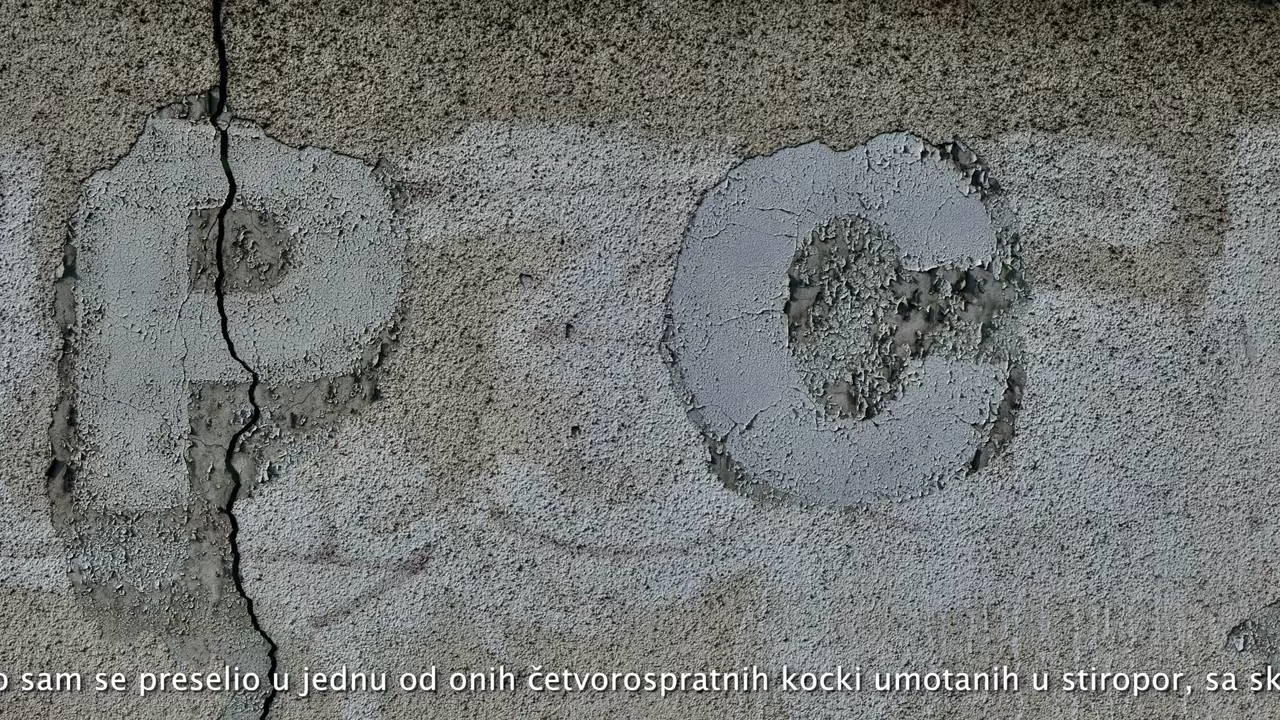 P C
sam se preselio u jednu od onih četvorospratnih kocki umotanih u stiropor, sa